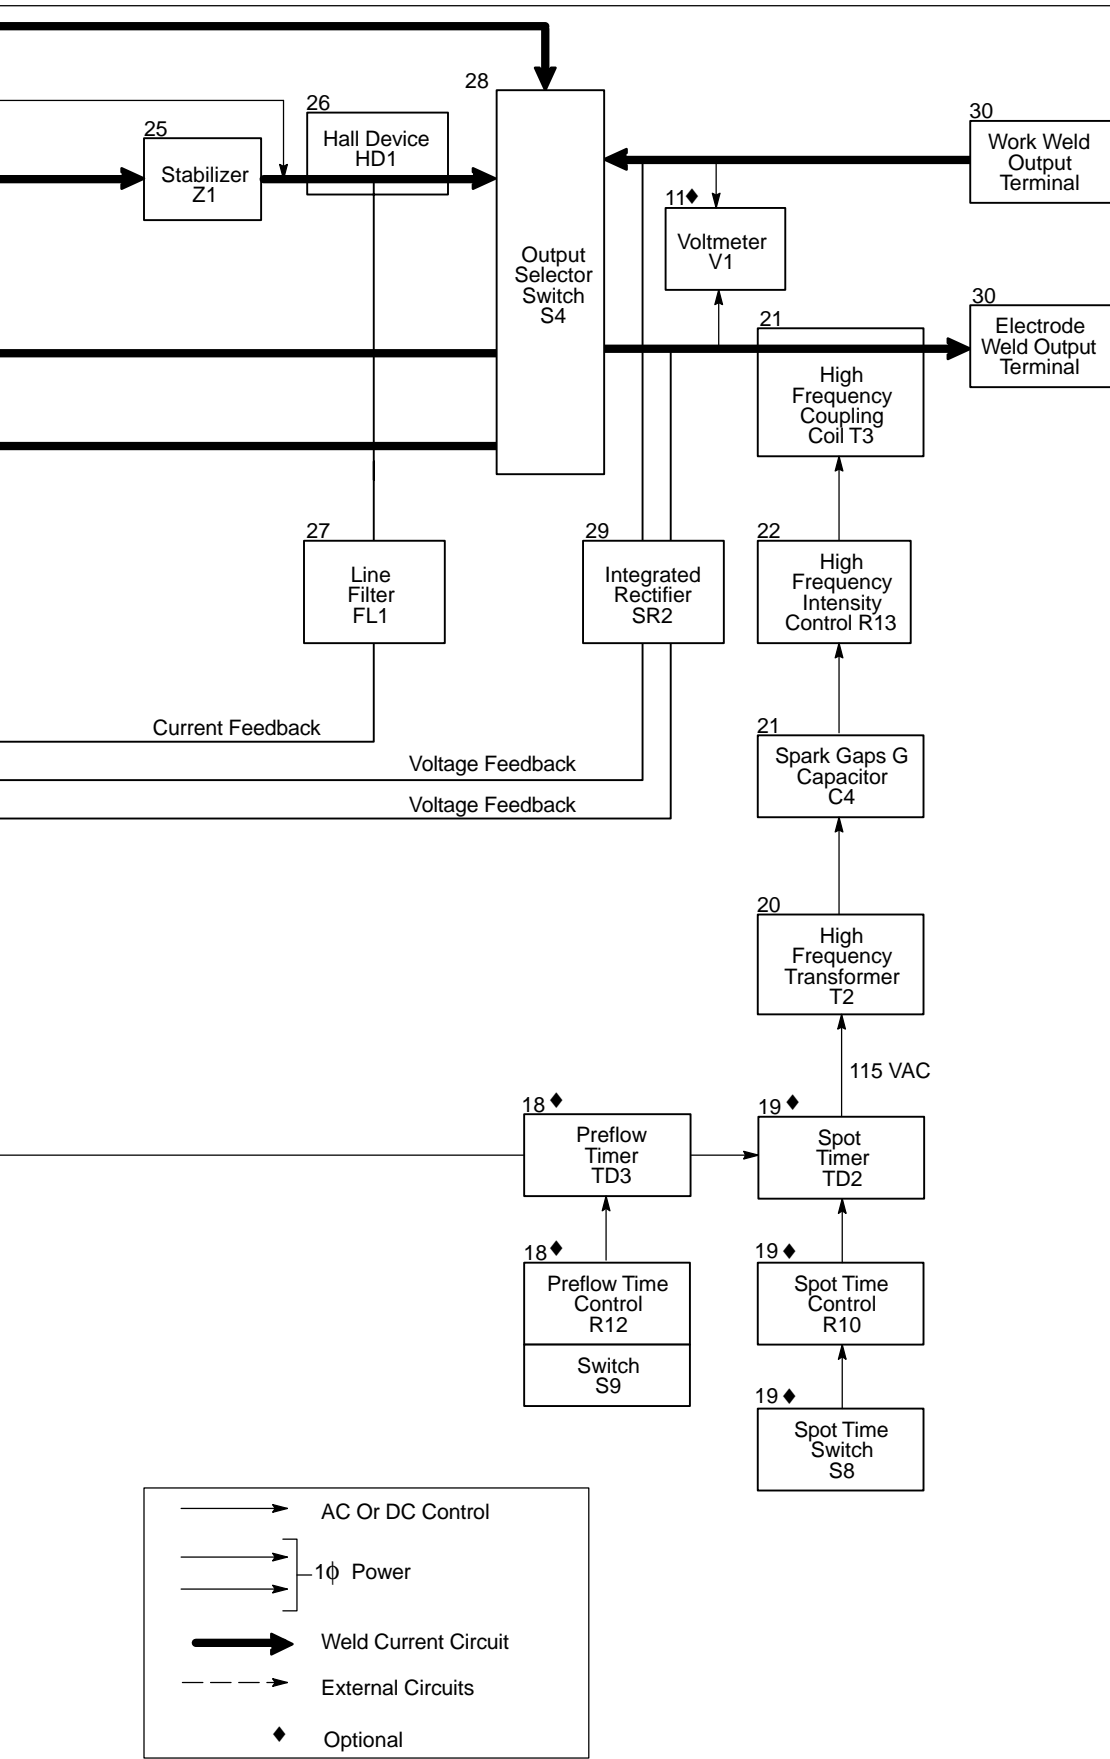 28
26
Hall Device
HD1
25
Stabilizer
Z1
30
Work Weld
Output
Terminal
11♦
Voltmeter
V1
Output
Selector
Switch
S4
30
Electrode
Weld Output
Terminal
21
High
Frequency
Coupling
Coil T3
27
Line
Filter
FL1
29
Integrated
Rectifier
SR2
22
High
Frequency
Intensity
Control R13
Current Feedback
Voltage Feedback
Voltage Feedback
21
Spark Gaps G
Capacitor
C4
20
High
Frequency
Transformer
T2
115 VAC
18♦
Preflow
Timer
TD3
19♦
Spot
Timer
TD2
18♦
Preflow Time
Control
R12
Switch
S9
19♦
Spot Time
Control
R10
19♦
Spot Time
Switch
S8
AC Or DC Control
1ϕ Power
Weld Current Circuit
External Circuits
♦ Optional